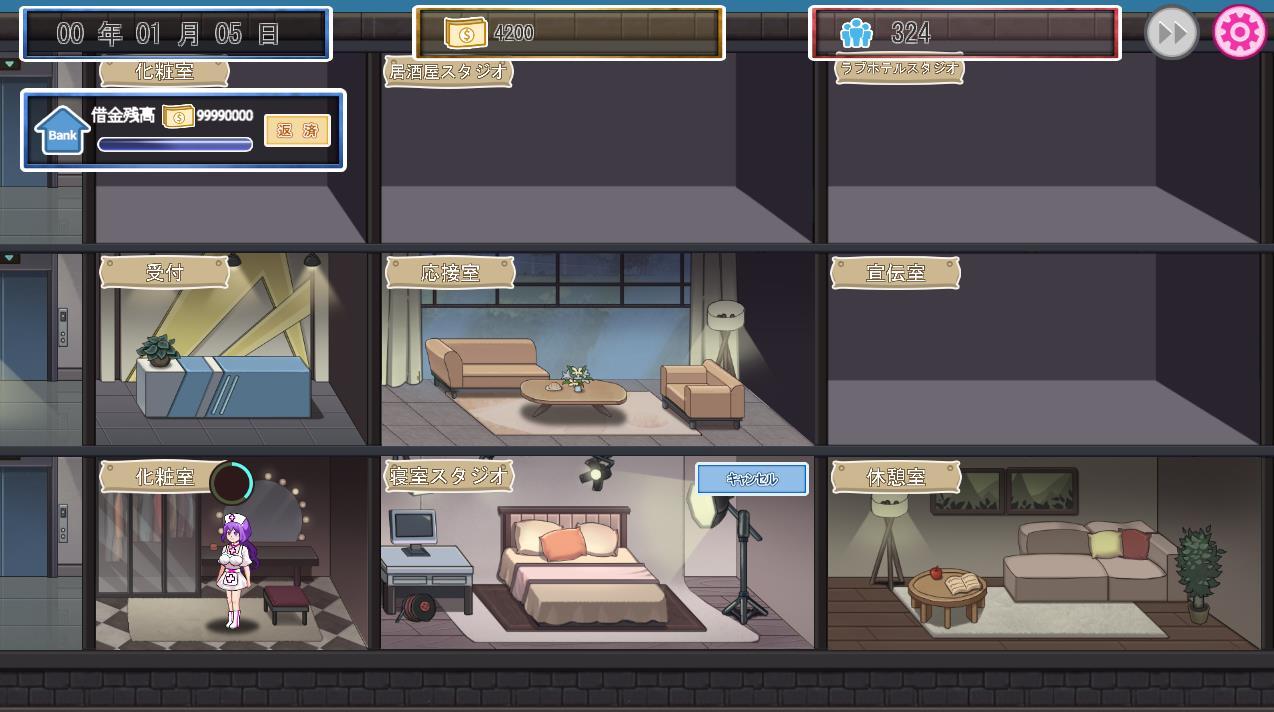 00 年 01 月 05 日
4200
324
化粧室
居酒屋スタジオ
ラブホテルスタジオ
Bank
借金残高
99990000
返 済
受付
応接室
宣伝室
化粧室
寝室スタジオ
キャンセル
休憩室